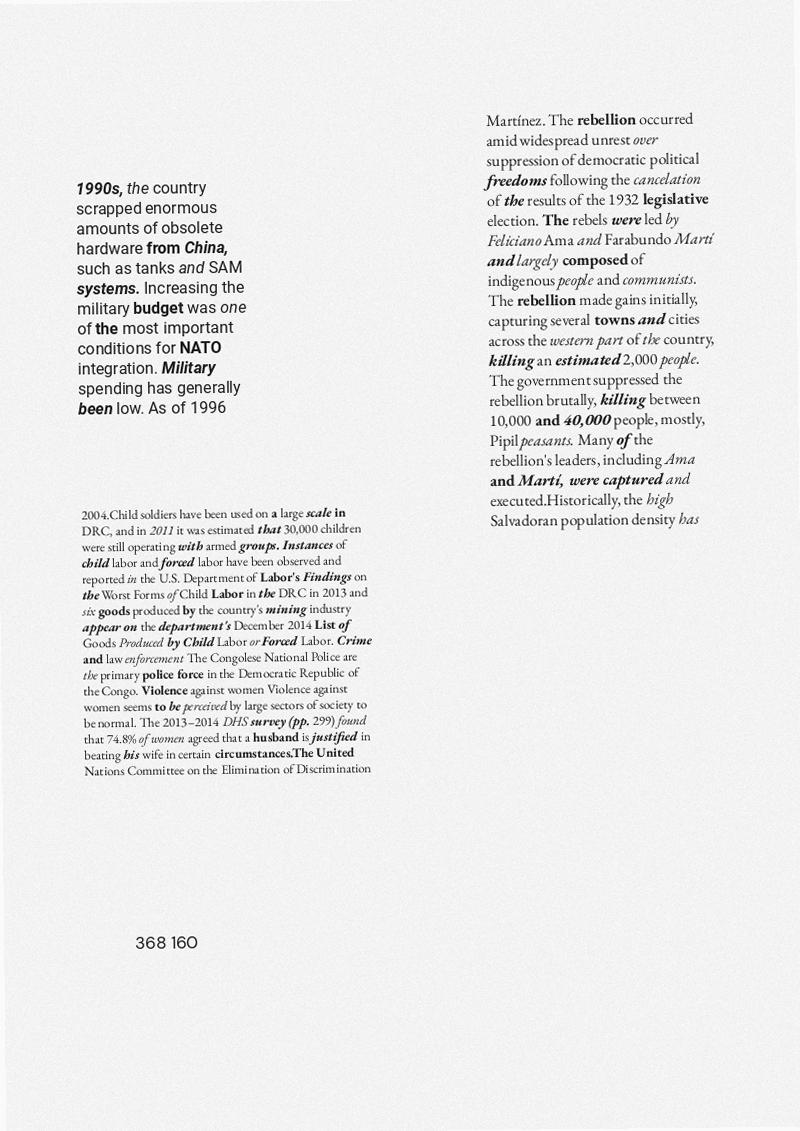 1990s, the country
scrapped enormous
amounts of obsolete
hardware from China,
such as tanks and SAM
systems. Increasing the
military budget was one
of the most important
conditions for NATO
integration. Military
spending has generally
been low. As of 1996
2004.Child soldiers have been used on a large scale in
DRC, and in 2011 it was estimated that 30,000 children
were still operating with armed groups. Instances of
child labor and forced labor have been observed and
reported in the U.S. Department of Labor's Findings on
the Worst Forms of Child Labor in the DRC in 2013 and
six goods produced by the country's mining industry
appear on the department's December 2014 List of
Goods Produced by Child Labor or Forced Labor. Crime
and law enforcement The Congolese National Police are
the primary police force in the Democratic Republic of
the Congo. Violence against women Violence against
women seems to be perceived by large sectors of society to
be normal. The 2013–2014 DHS survey (pp. 299) found
that 74.8% of women agreed that a husband is justified in
beating his wife in certain circumstances.The United
Nations Committee on the Elimination of Discrimination
Martínez. The rebellion occurred
amid widespread unrest over
suppression of democratic political
freedoms following the cancelation
of the results of the 1932 legislative
election. The rebels were led by
Feliciano Ama and Farabundo Martí
and largely composed of
indigenous people and communists.
The rebellion made gains initially,
capturing several towns and cities
across the western part of the country,
killing an estimated 2,000 people.
The government suppressed the
rebellion brutally, killing between
10,000 and 40,000 people, mostly,
Pipil peasants. Many of the
rebellion's leaders, including Ama
and Martí, were captured and
executed.Historically, the high
Salvadoran population density has
368 160